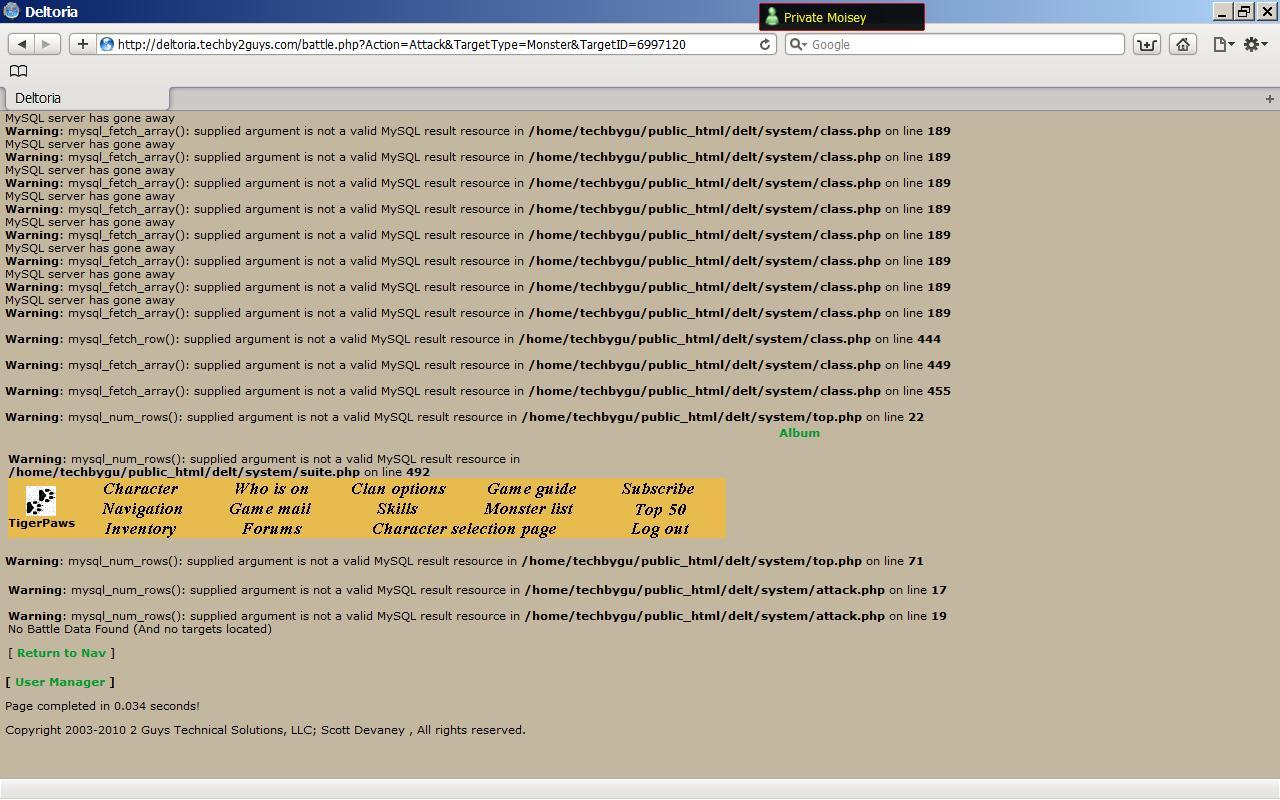 Deltoria
Private Moisey
http://deltoria.techby2guys.com/battle.php?Action=Attack&TargetType=Monster&TargetID=6997120
Google
Deltoria
MySQL server has gone away
Warning: mysql_fetch_array(): supplied argument is not a valid MySQL result resource in /home/techbygu/public_html/delt/system/class.php on line 189
MySQL server has gone away
Warning: mysql_fetch_array(): supplied argument is not a valid MySQL result resource in /home/techbygu/public_html/delt/system/class.php on line 189
MySQL server has gone away
Warning: mysql_fetch_array(): supplied argument is not a valid MySQL result resource in /home/techbygu/public_html/delt/system/class.php on line 189
MySQL server has gone away
Warning: mysql_fetch_array(): supplied argument is not a valid MySQL result resource in /home/techbygu/public_html/delt/system/class.php on line 189
MySQL server has gone away
Warning: mysql_fetch_array(): supplied argument is not a valid MySQL result resource in /home/techbygu/public_html/delt/system/class.php on line 189
MySQL server has gone away
Warning: mysql_fetch_array(): supplied argument is not a valid MySQL result resource in /home/techbygu/public_html/delt/system/class.php on line 189
MySQL server has gone away
Warning: mysql_fetch_array(): supplied argument is not a valid MySQL result resource in /home/techbygu/public_html/delt/system/class.php on line 189
MySQL server has gone away
Warning: mysql_fetch_array(): supplied argument is not a valid MySQL result resource in /home/techbygu/public_html/delt/system/class.php on line 189
Warning: mysql_fetch_row(): supplied argument is not a valid MySQL result resource in /home/techbygu/public_html/delt/system/class.php on line 444
Warning: mysql_fetch_array(): supplied argument is not a valid MySQL result resource in /home/techbygu/public_html/delt/system/class.php on line 449
Warning: mysql_fetch_array(): supplied argument is not a valid MySQL result resource in /home/techbygu/public_html/delt/system/class.php on line 455
Warning: mysql_num_rows(): supplied argument is not a valid MySQL result resource in /home/techbygu/public_html/delt/system/top.php on line 22
Album
Warning: mysql_num_rows(): supplied argument is not a valid MySQL result resource in
/home/techbygu/public_html/delt/system/suite.php on line 492
Character Who is on Clan options Game guide Subscribe
Navigation Game mail Skills Monster list Top 50
TigerPaws
Inventory Forums Character selection page Log out
Warning: mysql_num_rows(): supplied argument is not a valid MySQL result resource in /home/techbygu/public_html/delt/system/top.php on line 71
Warning: mysql_num_rows(): supplied argument is not a valid MySQL result resource in /home/techbygu/public_html/delt/system/attack.php on line 17
Warning: mysql_num_rows(): supplied argument is not a valid MySQL result resource in /home/techbygu/public_html/delt/system/attack.php on line 19
No Battle Data Found (And no targets located)
[ Return to Nav ]
[ User Manager ]
Page completed in 0.034 seconds!
Copyright 2003-2010 2 Guys Technical Solutions, LLC; Scott Devaney , All rights reserved.